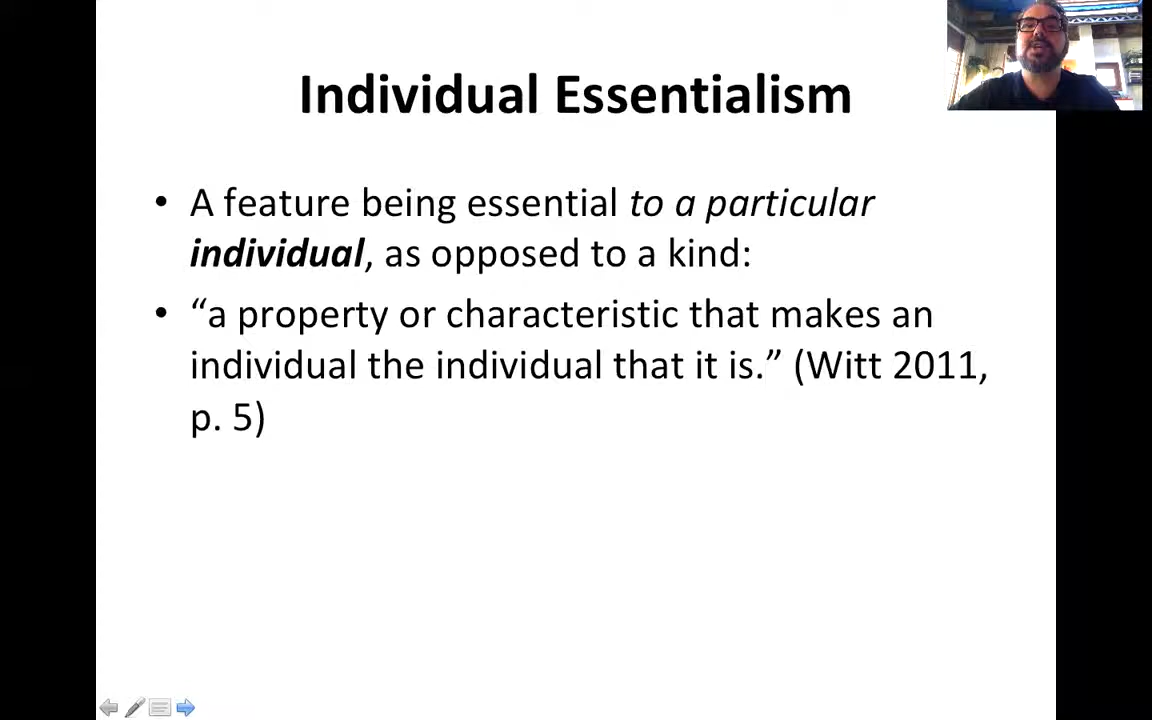 Individual Essentialism
• A feature being essential to a particular
individual, as opposed to a kind:
• “a property or characteristic that makes an
individual the individual that it is.” (Witt 2011,
p. 5)